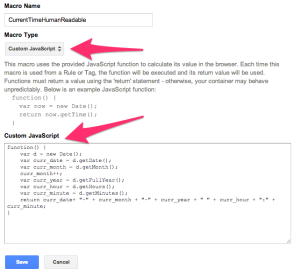 Macro Name
CurrentTimeHumanReadable
Macro Type
Custom JavaScript
This macro uses the provided JavaScript function to calculate its value in the browser. Each time this
macro is used from a Rule or Tag, the function will be executed and its return value will be used.
Functions must return a value using the 'return' statement - otherwise, your container may behave
unpredictably. Below is an example JavaScript function:
function() {
var now = new Date();
return now.getTime();
}
Custom JavaScript
function() {
var d = new Date();
var curr_date = d.getDate();
var curr_month = d.getMonth();
curr_month++;
var curr_year = d.getFullYear();
var curr_hour = d.getHours();
var curr_minute = d.getMinutes();
return curr_date+ "-" + curr_month + "-" + curr_year + " " + curr_hour + ":" +
curr_minute;
}
Save
Cancel